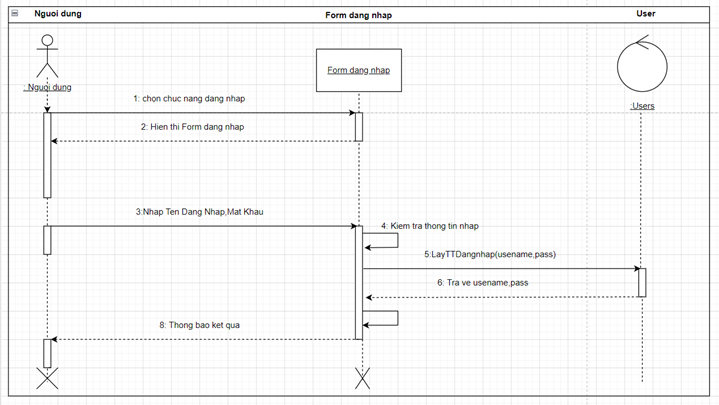 Nguoi dung
Form dang nhap
User
: Nguoi dung
Form dang nhap
:Users
1: chon chuc nang dang nhap
2: Hien thi Form dang nhap
3:Nhap Ten Dang Nhap,Mat Khau
4: Kiem tra thong tin nhap
5:LayTTDangnhap(usename,pass)
6: Tra ve usename,pass
8: Thong bao ket qua